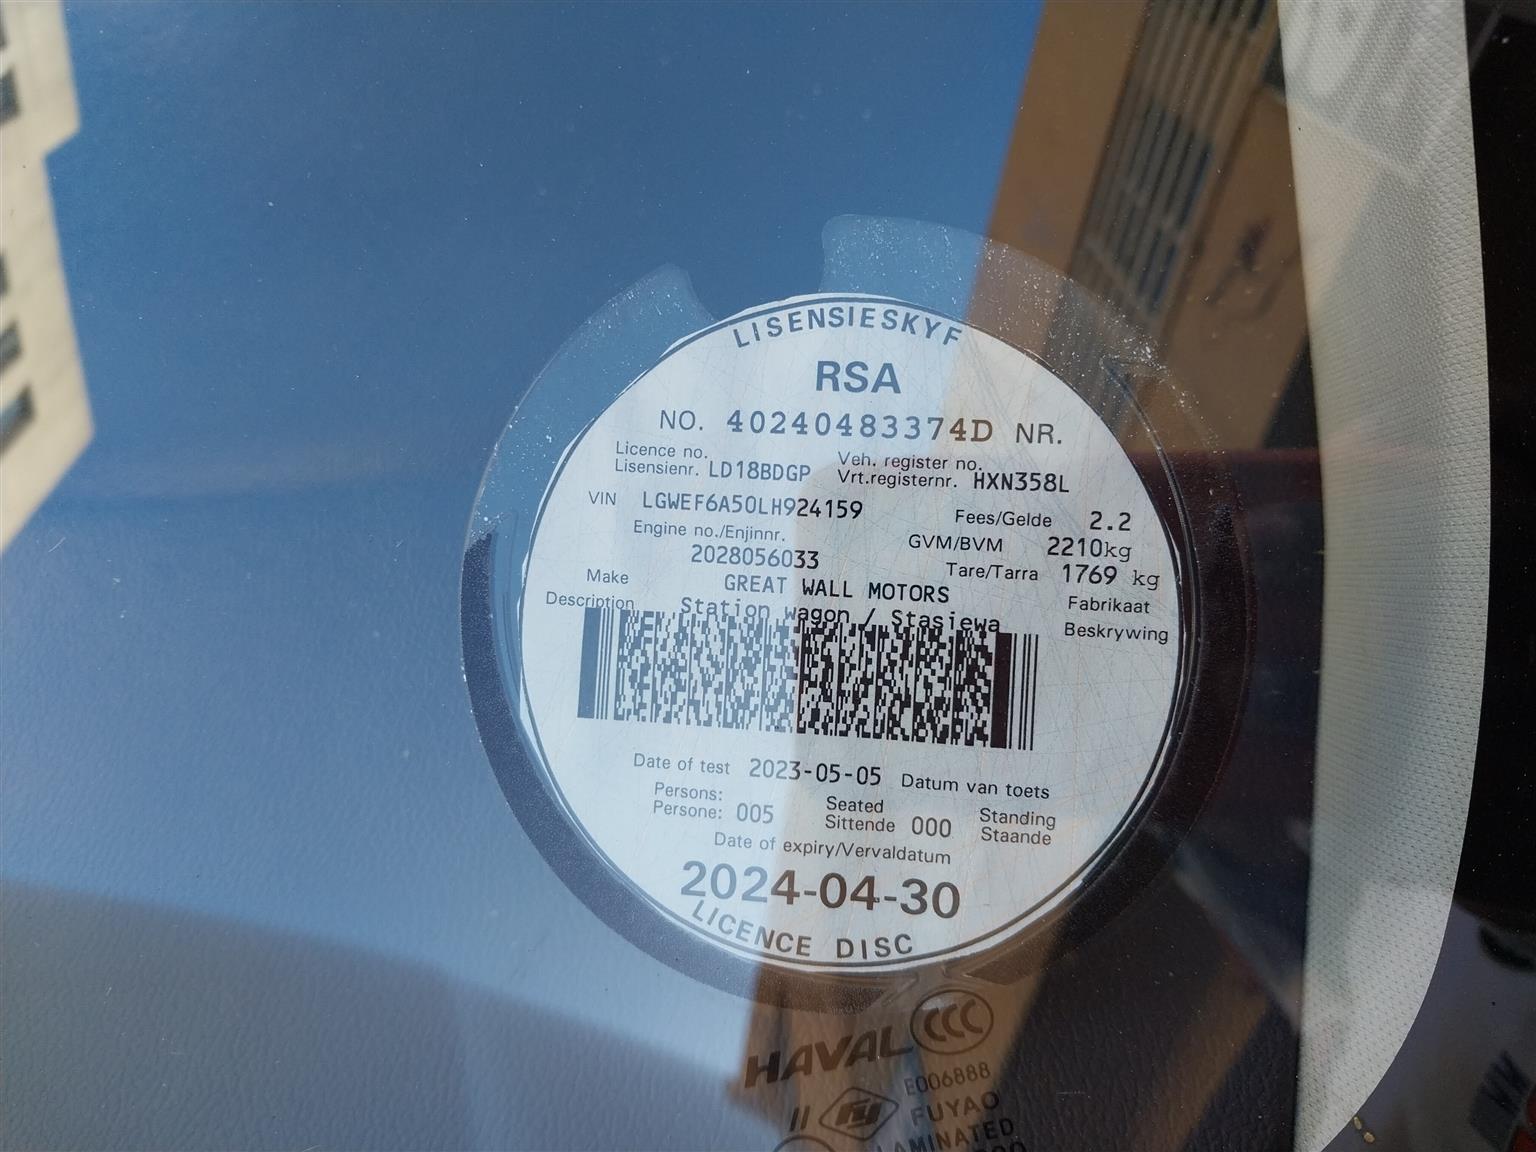 LISENSIESKYF
RSA
NO. 40240483374D NR.
Licence no. Veh. register no.
Lisensienr. LD18BDGP Vrt.registernr. HXN358L
VIN LGWEF6A50LH924159 Fees/Gelde 2.2
Engine no./Enjinnr. GVM/BVM 2210kg
2028056033 Tare/Tarra 1769 kg
Make GREAT WALL MOTORS Fabrikaat
Description Station wagon / Stasiewa Beskrywing
Date of test 2023-05-05 Datum van toets
Persons: Seated Standing
Persone: 005 Sittende 000 Staande
Date of expiry/Vervaldatum
2024-04-30
LICENCE DISC
HAVAL CCC
E006888
II FUYAO
LAMINATED